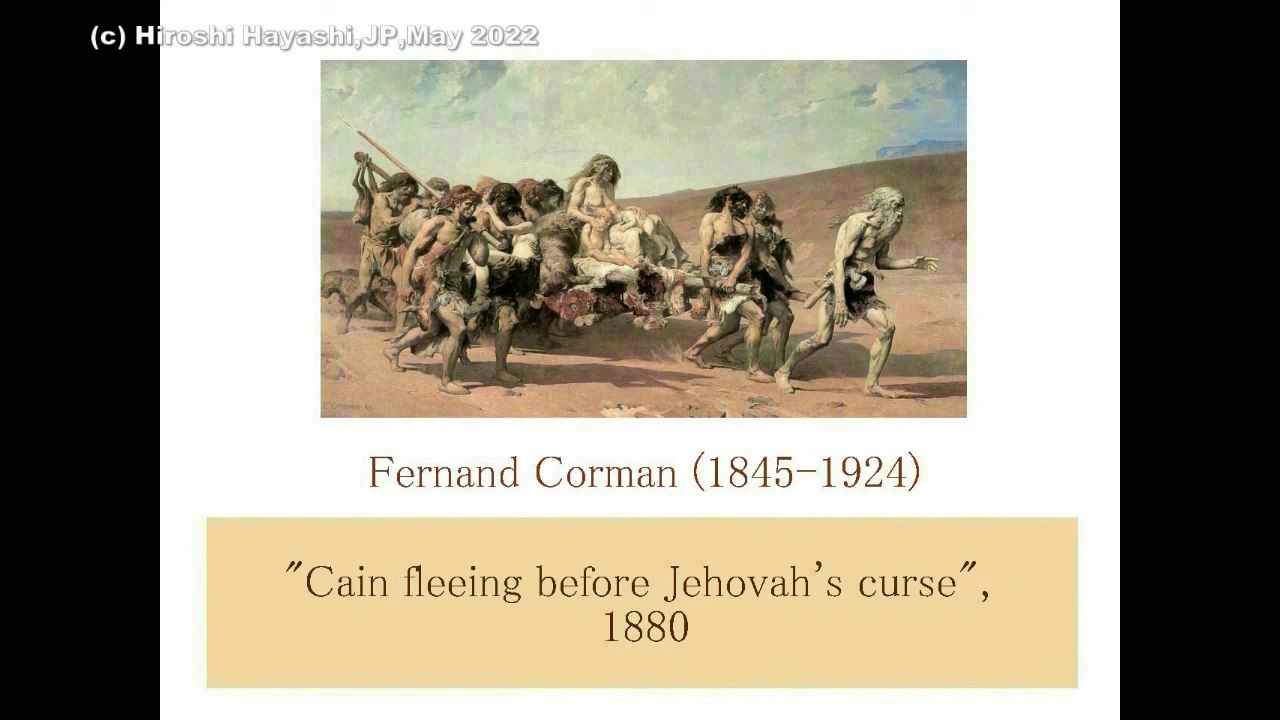 (c) Hiroshi Hayashi,JP,May 2022
Fernand Corman (1845-1924)
"Cain fleeing before Jehovah's curse",
1880